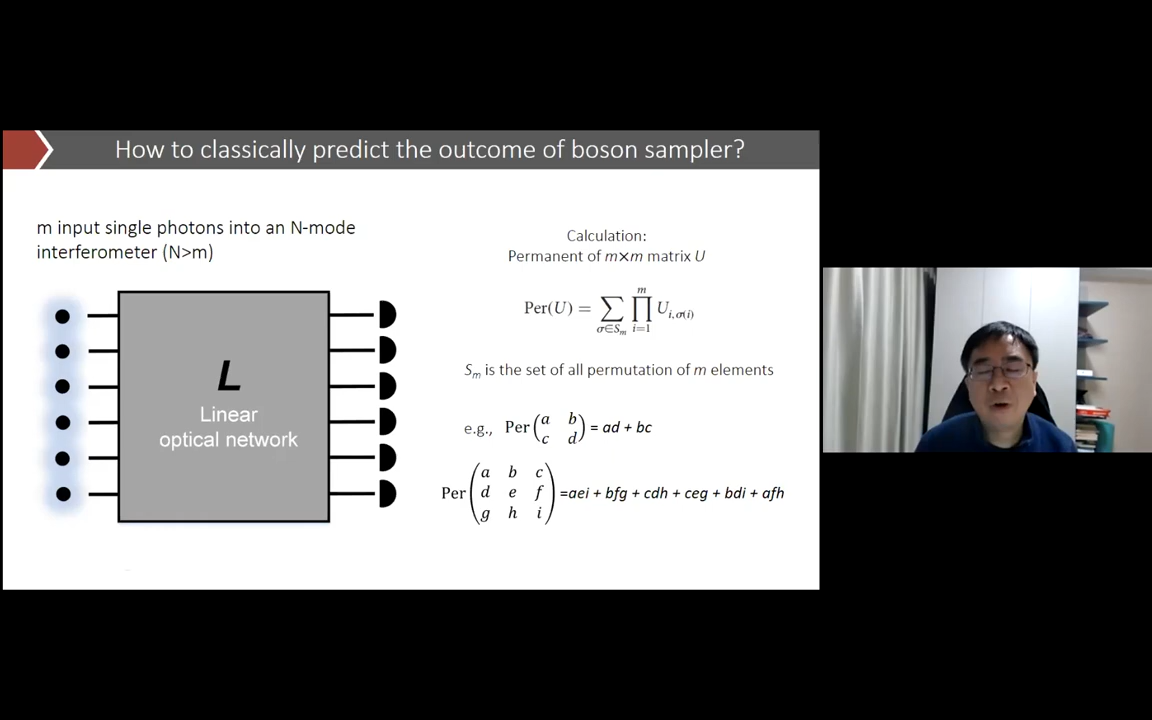 How to classically predict the outcome of boson sampler?
m input single photons into an N-mode
interferometer (N>m)
L
Linear
optical network
Calculation:
Permanent of m×m matrix U
Per(U) = ∑_{σ∈S_m} ∏_{i=1}^{m} U_{i,σ(i)}
S_m is the set of all permutation of m elements
e.g., Per(a b
c d) = ad + bc
a b c
Per d e f =aei + bfg + cdh + ceg + bdi + afh
g h i